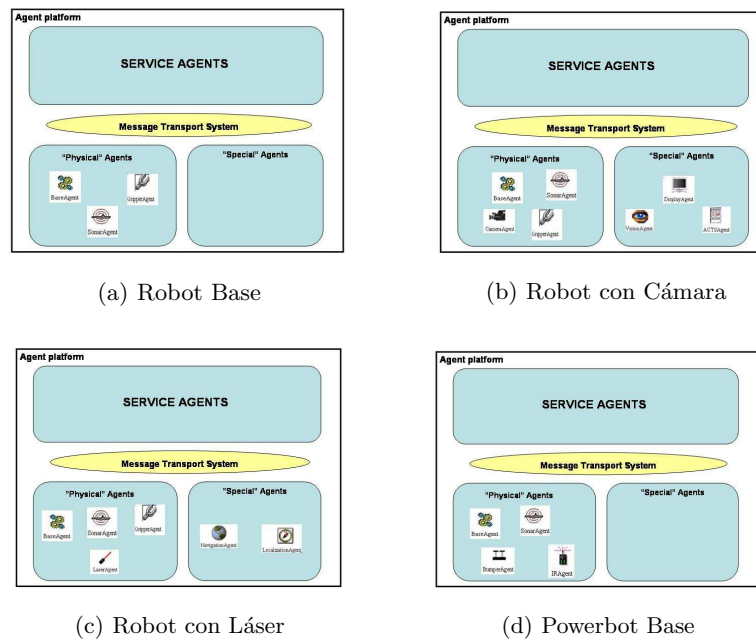 Agent platform
SERVICE AGENTS
Message Transport System
"Physical" Agents
BaseAgent
GripperAgent
SonarAgent
"Special" Agents
(a) Robot Base
Agent platform
SERVICE AGENTS
Message Transport System
"Physical" Agents
BaseAgent
SonarAgent
CameraAgent
GripperAgent
"Special" Agents
DisplayAgent
VisionAgent
ACTSAgent
(b) Robot con Cámara
Agent platform
SERVICE AGENTS
Message Transport System
"Physical" Agents
BaseAgent
SonarAgent
GripperAgent
LaserAgent
"Special" Agents
NavigationAgent
LocalizationAgent
(c) Robot con Láser
Agent platform
SERVICE AGENTS
Message Transport System
"Physical" Agents
BaseAgent
SonarAgent
BumperAgent
IRAgent
"Special" Agents
(d) Powerbot Base